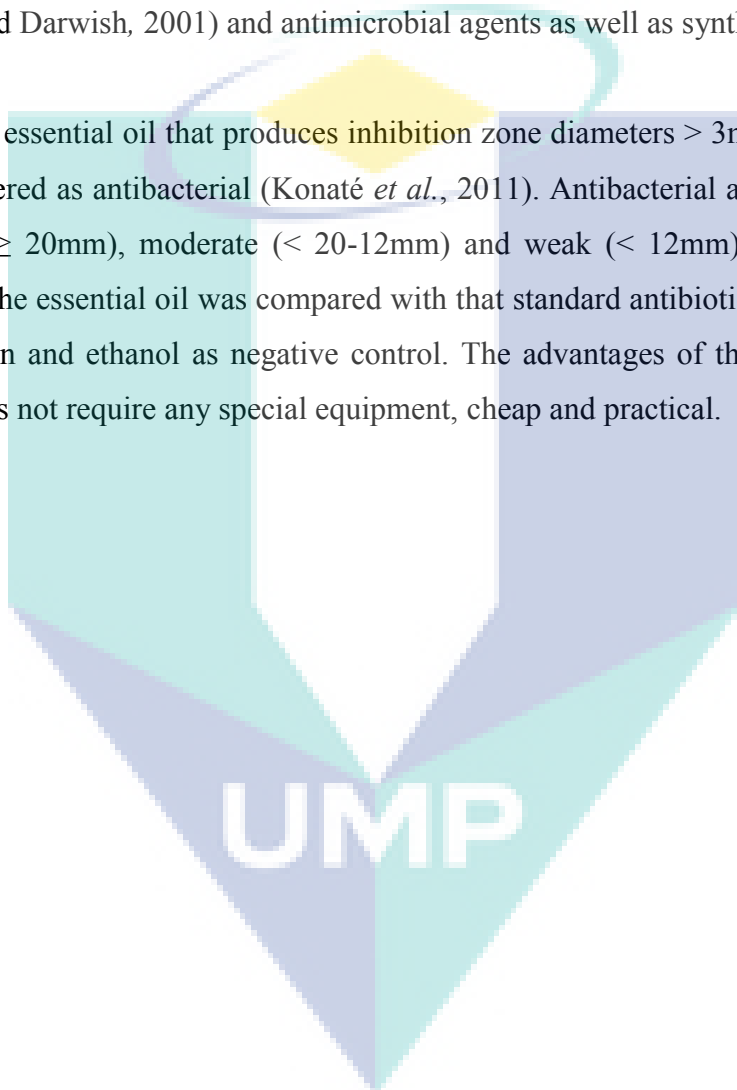 d Darwish, 2001) and antimicrobial agents as well as synt
essential oil that produces inhibition zone diameters > 3
ered as antibacterial (Konaté et al., 2011). Antibacterial a
≥ 20mm), moderate (< 20-12mm) and weak (< 12mm)
he essential oil was compared with that standard antibioti
n and ethanol as negative control. The advantages of th
s not require any special equipment, cheap and practical.
UMP